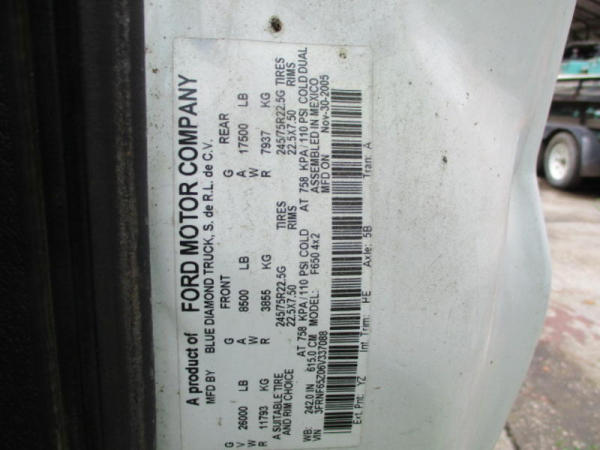 A product of FORD MOTOR COMPANY
MFD BY BLUE DIAMOND TRUCK, S. de R.L. de C.V.
FRONT REAR
G G G
V 26000 LB A 8500 LB A 17500 LB
W W W
R 11793 KG R 3855 KG R 7937 KG
A SUITABLE TIRE 245/75R22.5G TIRES 245/75R22.5G TIRES
AND RIM CHOICE 22.5X7.50 RIMS 22.5X7.50 RIMS
AT 758 KPA/110 PSI COLD AT 758 KPA/110 PSI COLD DUAL
WB: 242.0 IN 615.0 CM MODEL: F650 4x2 ASSEMBLED IN MEXICO
VIN 3FRNF65Z06V337088 MFD ON Nov-30-2005
Ext. Pnt: YZ Int. Trim: HE Axle: 5B Tran: A